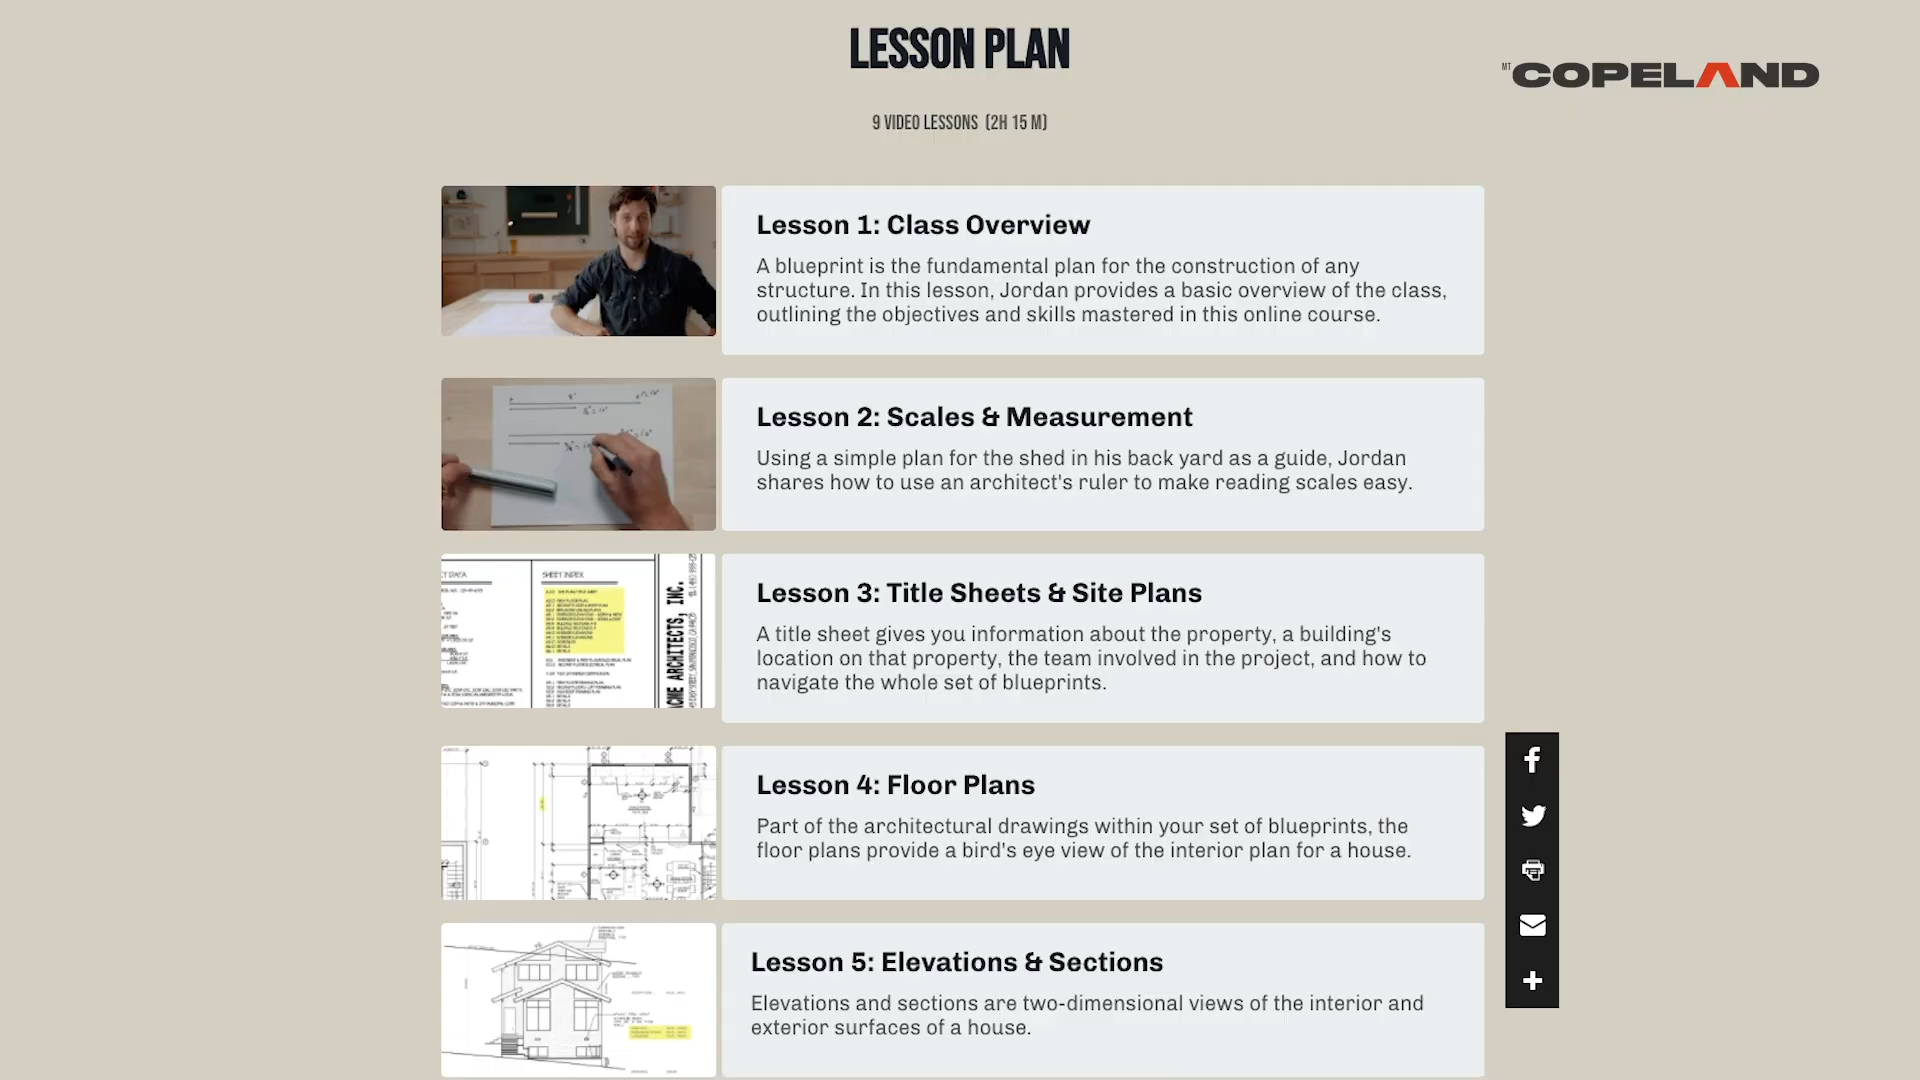 LESSON PLAN
MT COPELAND
9 VIDEO LESSONS (2H 15 M)
Lesson 1: Class Overview
A blueprint is the fundamental plan for the construction of any
structure. In this lesson, Jordan provides a basic overview of the class,
outlining the objectives and skills mastered in this online course.
Lesson 2: Scales & Measurement
Using a simple plan for the shed in his back yard as a guide, Jordan
shares how to use an architect's ruler to make reading scales easy.
SHEET INDEX
ACME ARCHITECTS, INC.
Lesson 3: Title Sheets & Site Plans
A title sheet gives you information about the property, a building's
location on that property, the team involved in the project, and how to
navigate the whole set of blueprints.
Lesson 4: Floor Plans
Part of the architectural drawings within your set of blueprints, the
floor plans provide a bird's eye view of the interior plan for a house.
Lesson 5: Elevations & Sections
Elevations and sections are two-dimensional views of the interior and
exterior surfaces of a house.